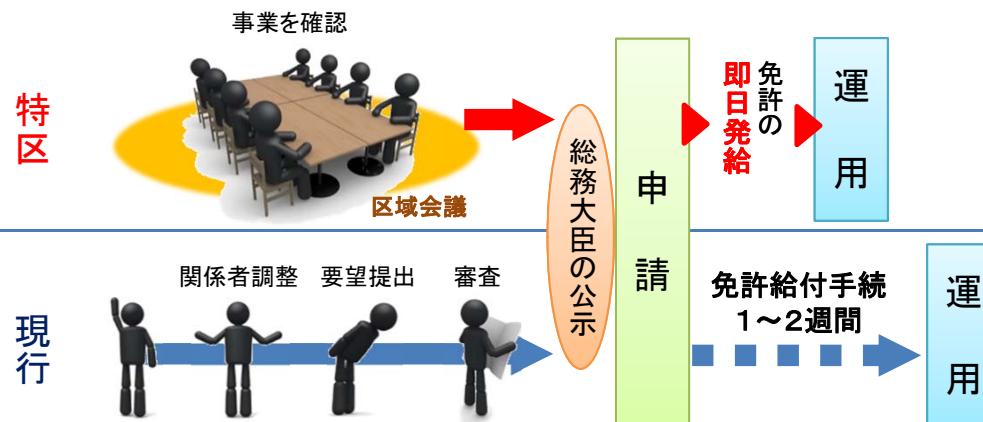 事業を確認
特区
区域会議
総務大臣の公示
申請
免許の
即日発給
運用
現行
関係者調整
要望提出
審査
免許給付手続
1～2週間
運用